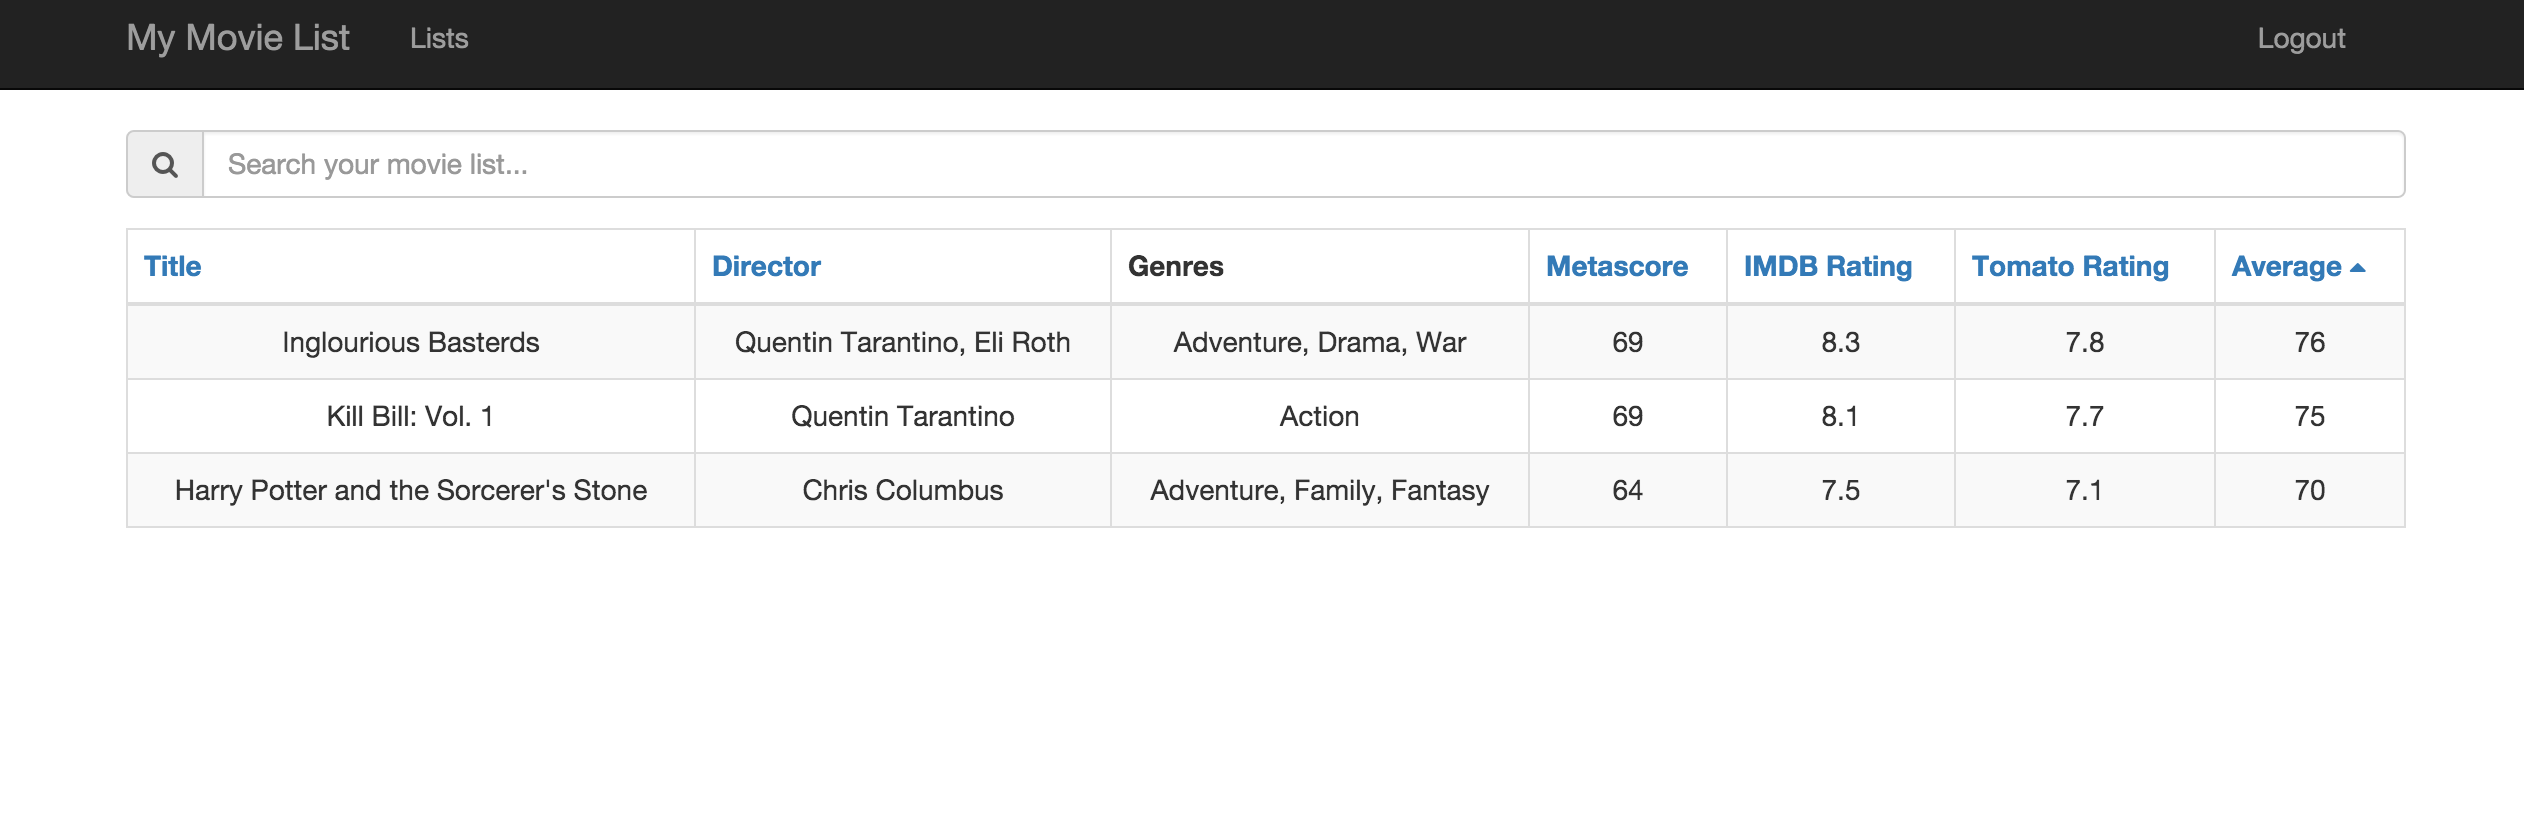 My Movie List Lists Logout
Search your movie list...
Title Director Genres Metascore IMDB Rating Tomato Rating Average
Inglourious Basterds Quentin Tarantino, Eli Roth Adventure, Drama, War 69 8.3 7.8 76
Kill Bill: Vol. 1 Quentin Tarantino Action 69 8.1 7.7 75
Harry Potter and the Sorcerer's Stone Chris Columbus Adventure, Family, Fantasy 64 7.5 7.1 70